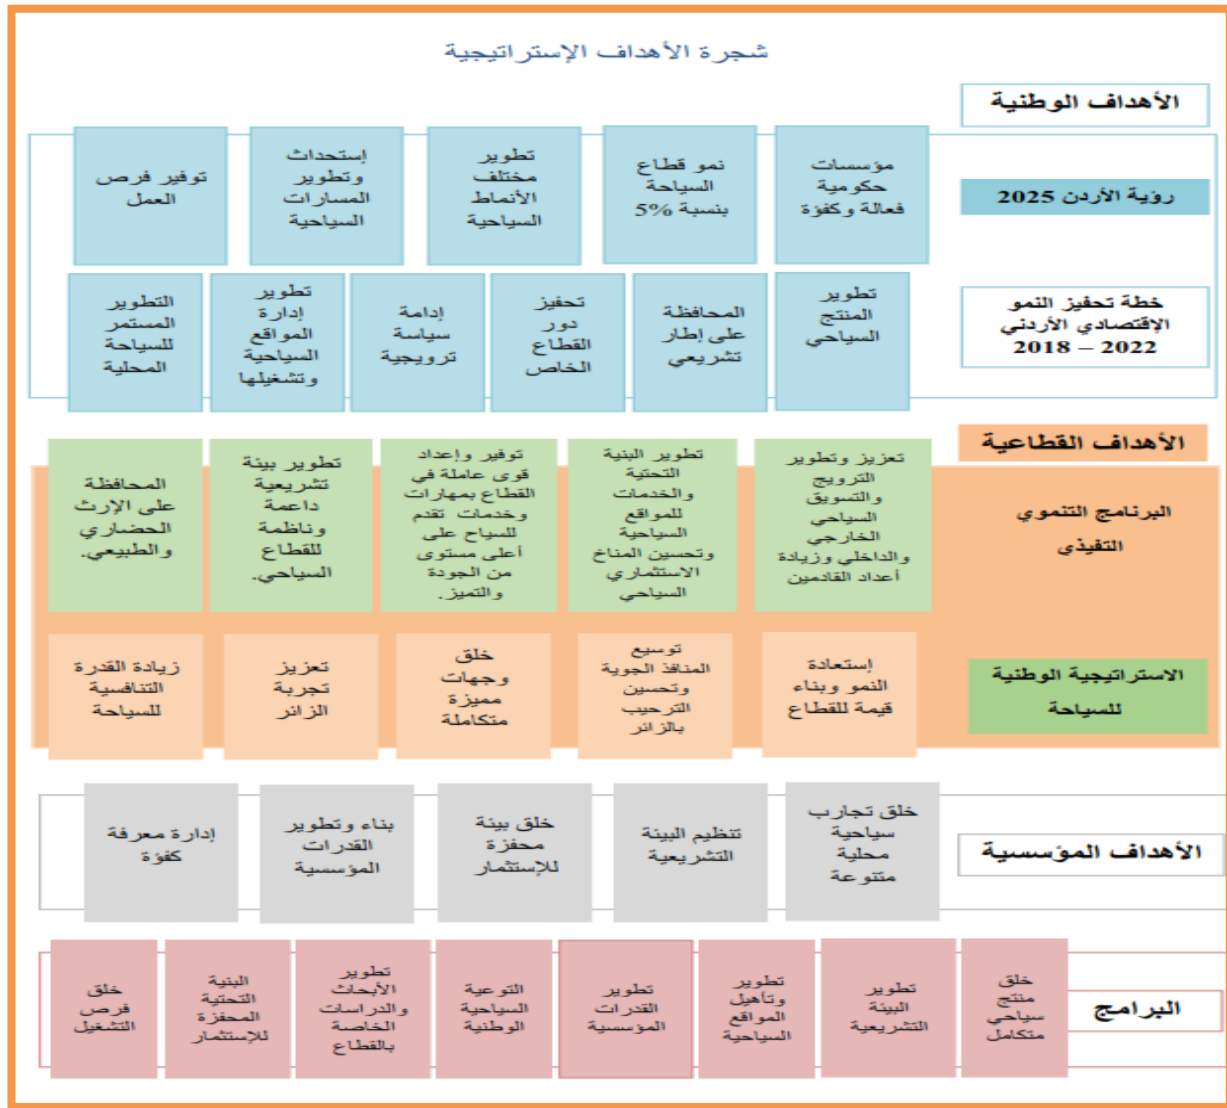 شجرة الأهداف الإستراتيجية
الأهداف الوطنية
رؤية الأردن 2025
مؤسسات
حكومية
فعالة وكفؤة
نمو قطاع
السياحة
بنسبة 5%
تطوير
مختلف
الأنماط
السياحية
إستحداث
وتطوير
المسارات
السياحية
توفير فرص
العمل
خطة تحفيز النمو
الإقتصادي الأردني
2018 – 2022
تطوير
المنتج
السياحي
المحافظة
على إطار
تشريعي
تحفيز
دور
القطاع
الخاص
إدامة
سياسة
ترويجية
تطوير
إدارة
المواقع
السياحية
وتشغيلها
التطوير
المستمر
للسياحة
المحلية
الأهداف القطاعية
البرنامج التنموي
التفيذي
تعزيز وتطوير
الترويج
والتسويق
السياحي
الخارجي
والداخلي وزيادة
أعداد القادمين
تطوير البنية
التحتية
والخدمات
للمواقع
السياحية
وتحسين المناخ
الاستثماري
السياحي
توفير وإعداد
قوى عاملة في
القطاع بمهارات
وخدمات تقدم
للسياح على
أعلى مستوى
من الجودة
والتميز.
تطوير بيئة
تشريعية
داعمة
وناظمة
للقطاع
السياحي.
المحافظة
على الإرث
الحضاري
والطبيعي.
الاستراتيجية الوطنية
للسياحة
إستعادة
النمو وبناء
قيمة للقطاع
توسيع
المنافذ الجوية
وتحسين
الترحيب
بالزائر
خلق
وجهات
مميزة
متكاملة
تعزيز
تجربة
الزائر
زيادة القدرة
التنافسية
للسياحة
الأهداف المؤسسية
خلق تجارب
سياحية
محلية
متنوعة
تنظيم البيئة
التشريعية
خلق بيئة
محفزة
للإستثمار
بناء وتطوير
القدرات
المؤسسية
إدارة معرفة
كفؤة
البرامج
خلق
منتج
سياحي
متكامل
تطوير
البيئة
التشريعية
تطوير
وتأهيل
المواقع
السياحية
تطوير
القدرات
المؤسسية
التوعية
السياحية
الوطنية
تطوير
الأبحاث
والدراسات
الخاصة
بالقطاع
البنية
التحتية
المحفزة
للإستثمار
خلق
فرص
التشغيل